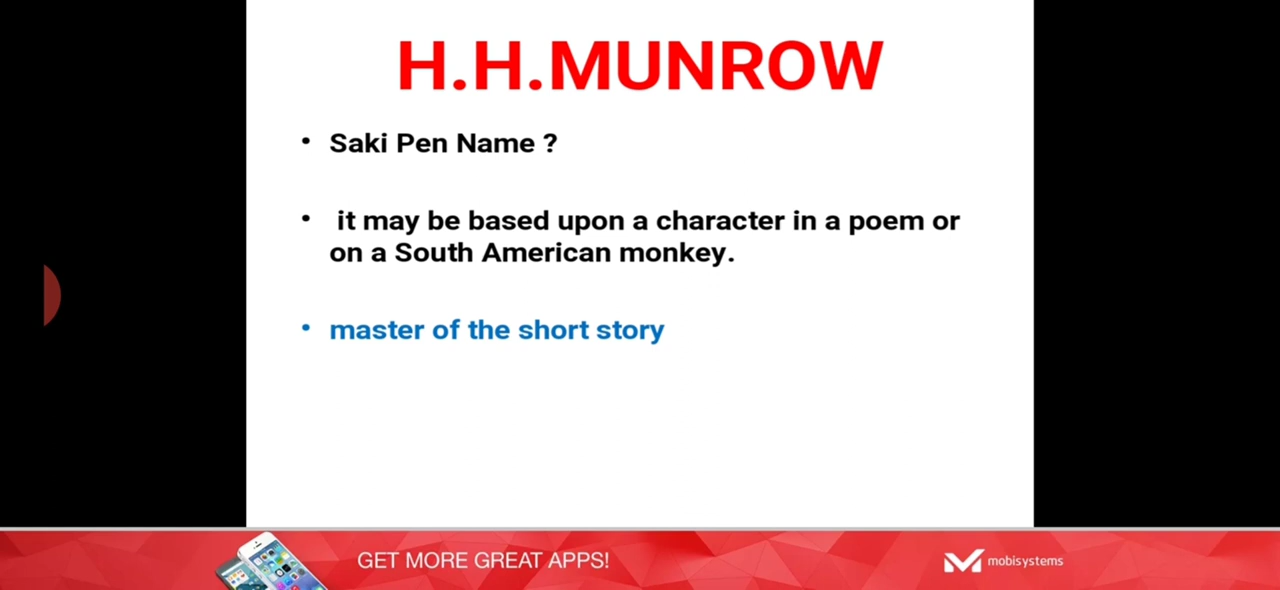 H.H.MUNROW
• Saki Pen Name ?
• it may be based upon a character in a poem or
on a South American monkey.
• master of the short story
GET MORE GREAT APPS!
mobisystems